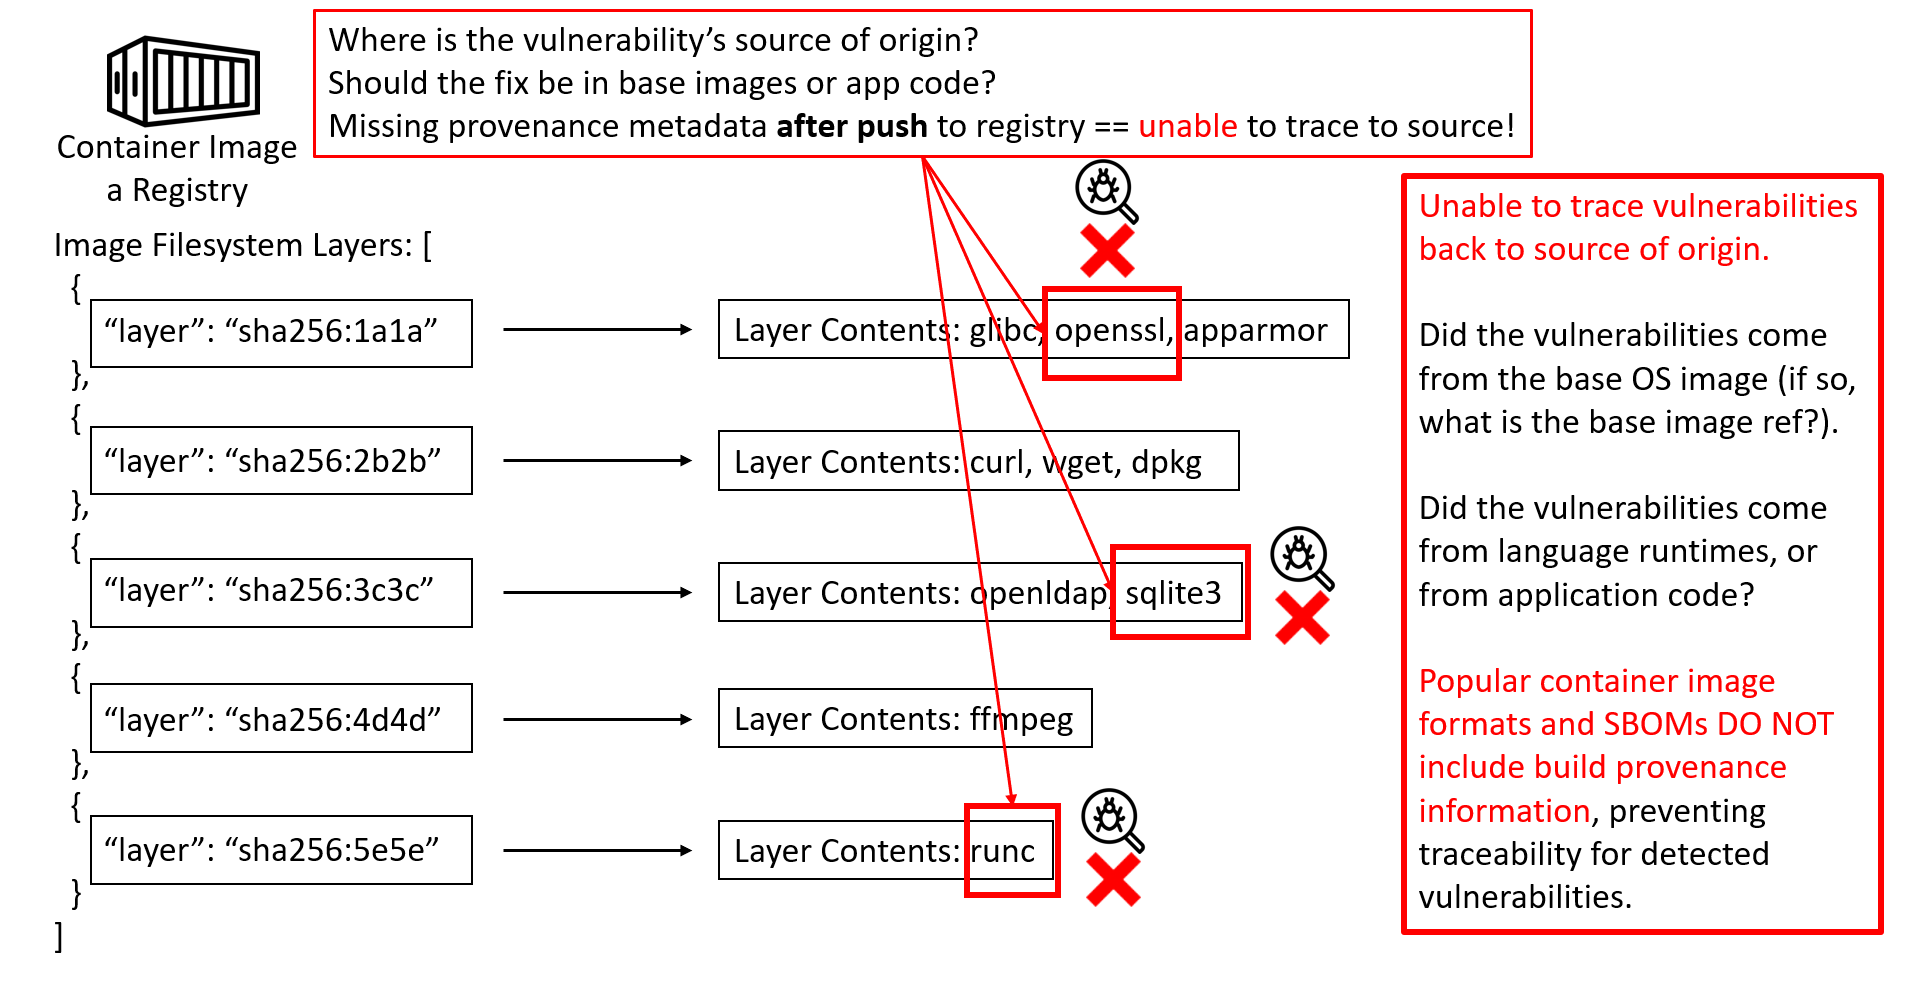 Where is the vulnerability’s source of origin?
Should the fix be in base images or app code?
Missing provenance metadata after push to registry == unable to trace to source!
Container Image
a Registry
Image Filesystem Layers: [
{
“layer”: “sha256:1a1a”
},
Layer Contents: glibc, openssl, apparmor
{
“layer”: “sha256:2b2b”
},
Layer Contents: curl, wget, dpkg
{
“layer”: “sha256:3c3c”
},
Layer Contents: openldap, sqlite3
{
“layer”: “sha256:4d4d”
},
Layer Contents: ffmpeg
{
“layer”: “sha256:5e5e”
}
Layer Contents: runc
]
Unable to trace vulnerabilities
back to source of origin.
Did the vulnerabilities come
from the base OS image (if so,
what is the base image ref?).
Did the vulnerabilities come
from language runtimes, or
from application code?
Popular container image
formats and SBOMs DO NOT
include build provenance
information, preventing
traceability for detected
vulnerabilities.